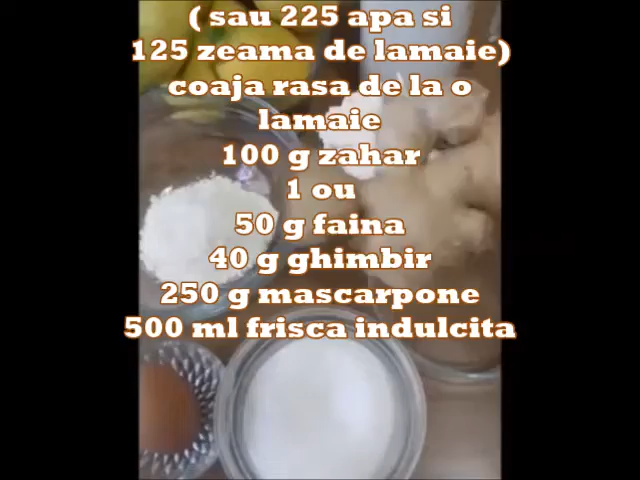 ( sau 225 apa si
125 zeama de lamaie)
coaja rasa de la o
lamaie
100 g zahar
1 ou
50 g faina
40 g ghimbir
250 g mascarpone
500 ml frisca indulcita